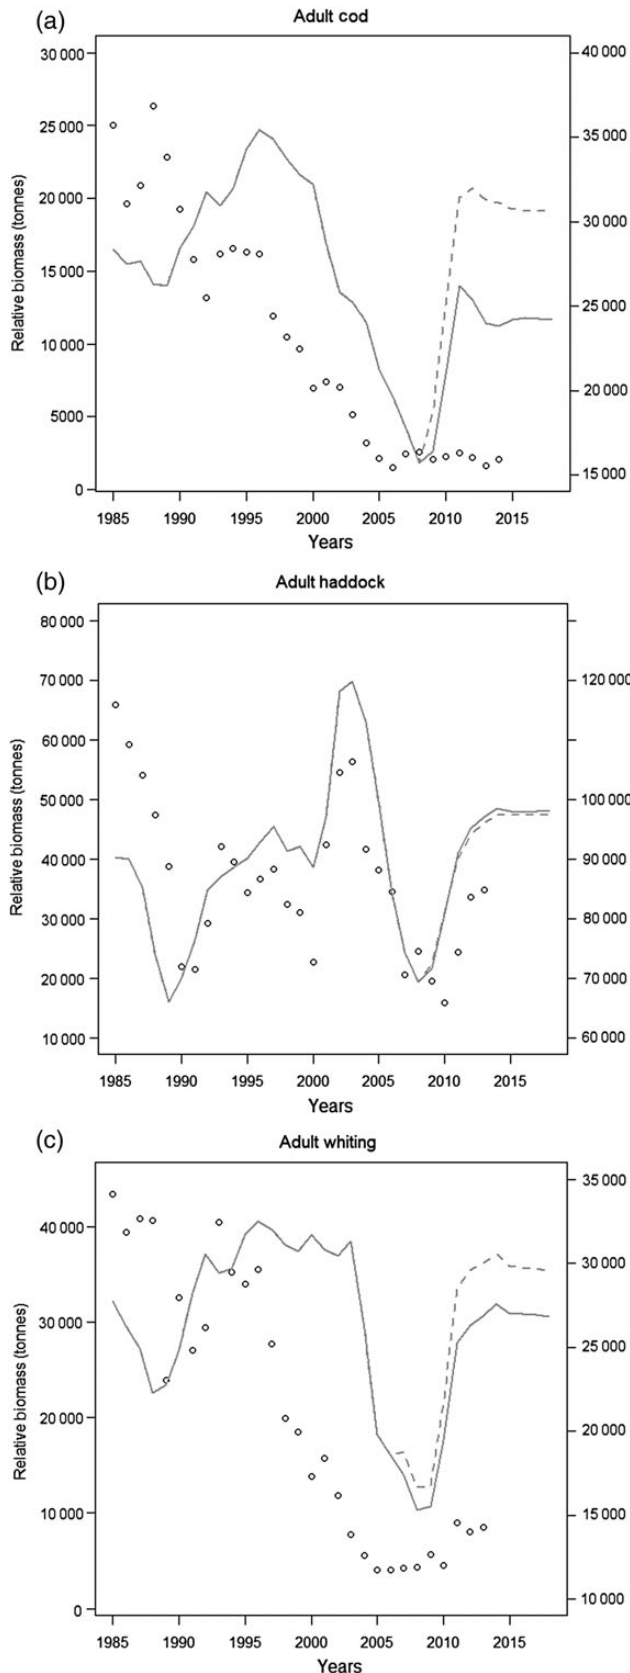 (a)
Adult cod
30 000
25 000
20 000
15 000
10 000
5000
0
Relative biomass (tonnes)
40 000
35 000
30 000
25 000
20 000
15 000
1985 1990 1995 2000 2005 2010 2015
Years
(b)
Adult haddock
80 000
70 000
60 000
50 000
40 000
30 000
20 000
10 000
Relative biomass (tonnes)
120 000
100 000
90 000
80 000
70 000
60 000
1985 1990 1995 2000 2005 2010 2015
Years
(c)
Adult whiting
40 000
30 000
20 000
10 000
0
Relative biomass (tonnes)
35 000
30 000
25 000
20 000
15 000
10 000
1985 1990 1995 2000 2005 2010 2015
Years